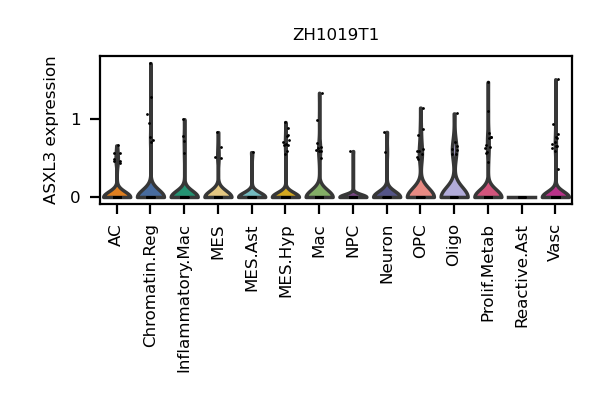 ZH1019T1
ASXL3 expression
1
0
AC
Chromatin.Reg
Inflammatory.Mac
MES
MES.Ast
MES.Hyp
Mac
NPC
Neuron
OPC
Oligo
Prolif.Metab
Reactive.Ast
Vasc